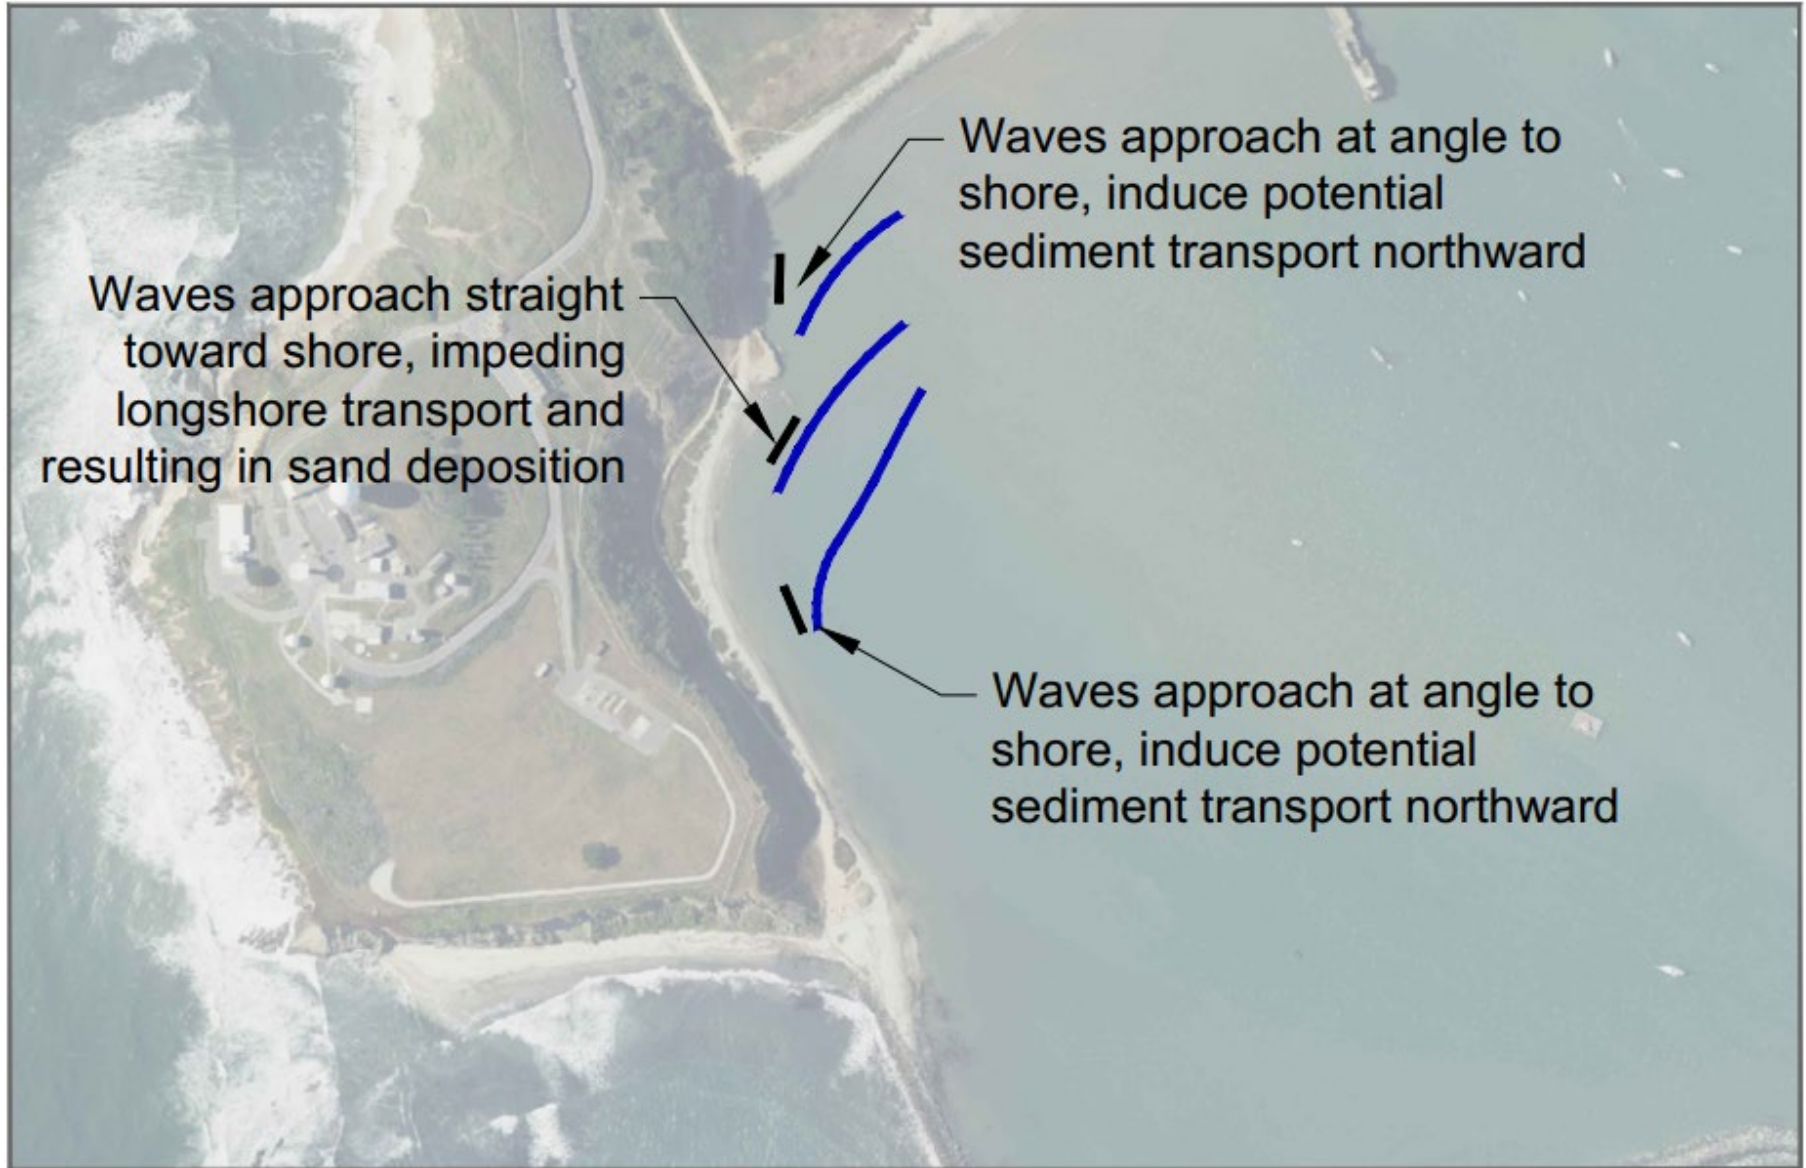 Waves approach at angle to
shore, induce potential
sediment transport northward
Waves approach straight
toward shore, impeding
longshore transport and
resulting in sand deposition
Waves approach at angle to
shore, induce potential
sediment transport northward